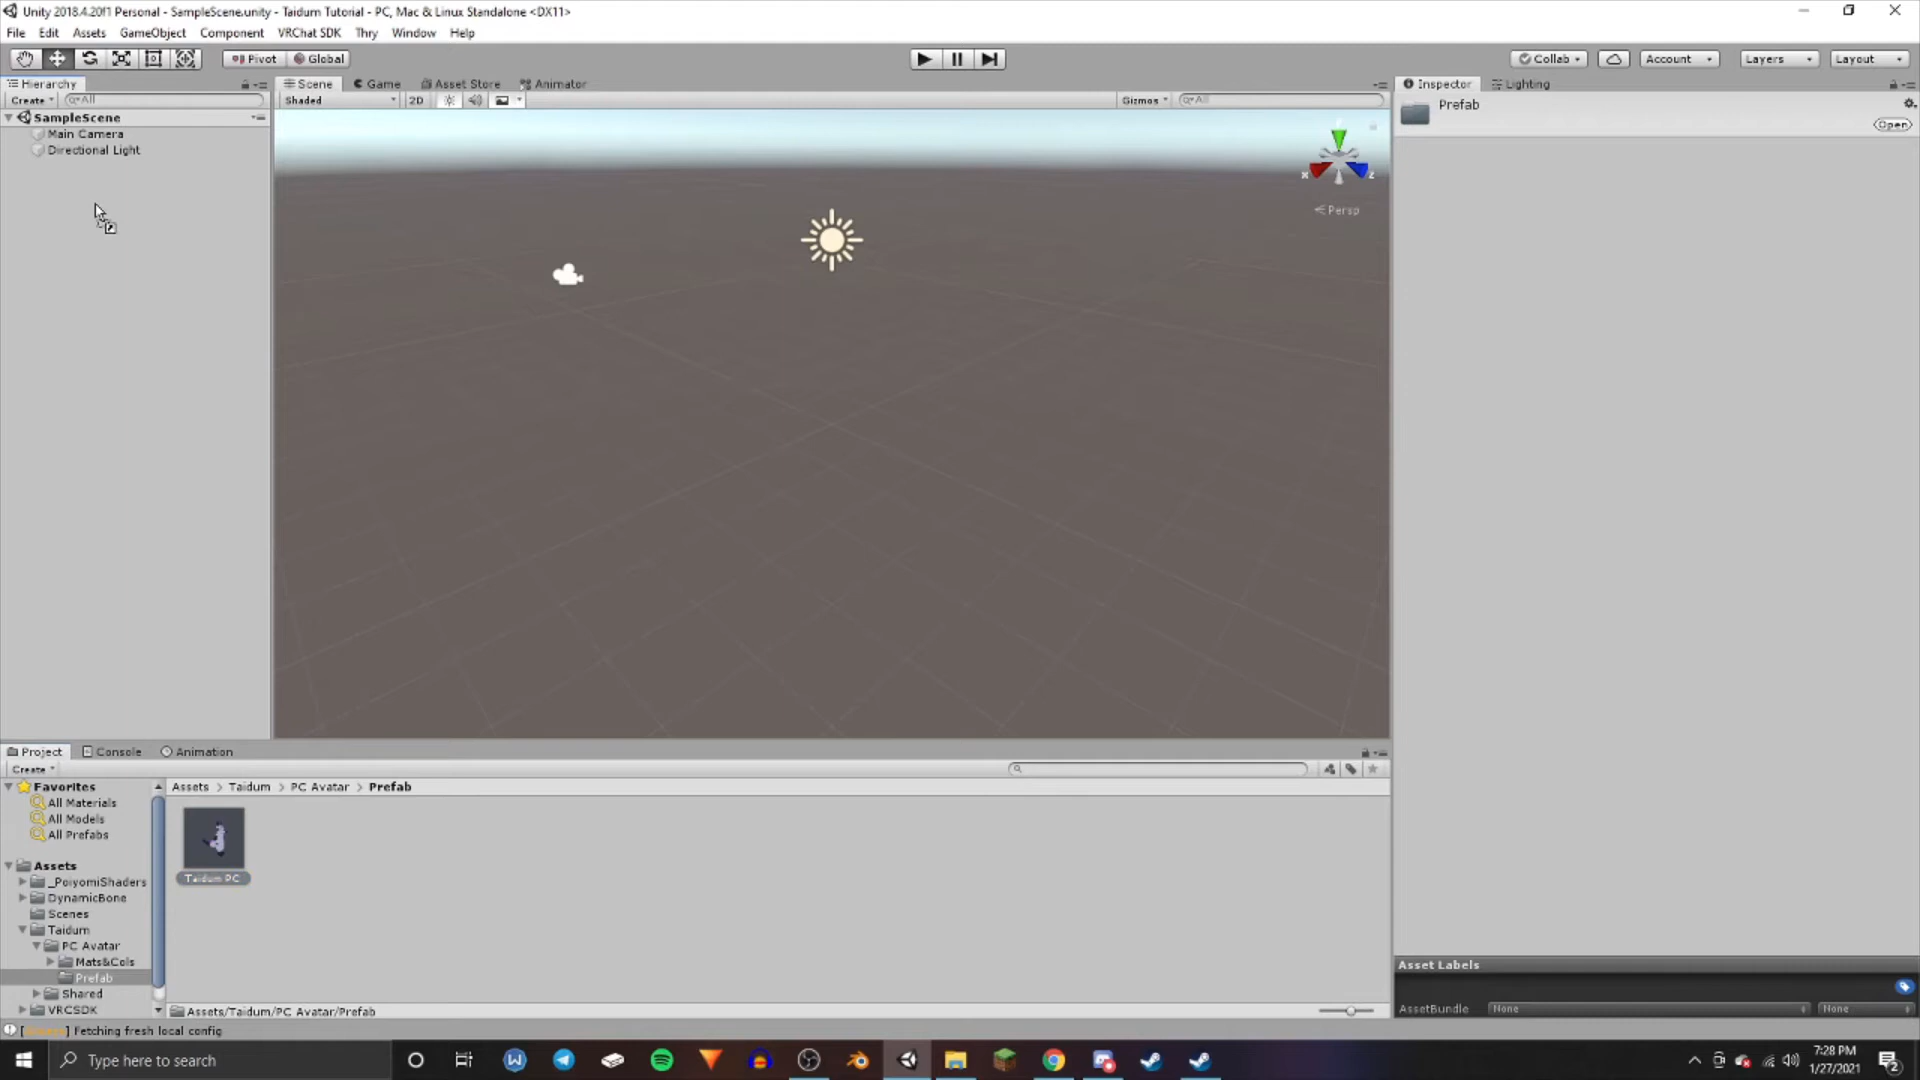 Unity 2018.4.20f1 Personal - SampleScene.unity - Taidum Tutorial - PC, Mac & Linux Standalone <DX11>
File Edit Assets GameObject Component VRChat SDK Thry Window Help
Pivot Global Collab Account Layers Layout
Hierarchy
Create All
SampleScene
Main Camera
Directional Light
Scene Game Asset Store Animator
Shaded 2D Gizmos All
x z
Persp
Inspector Lighting
Prefab
Open
Project Console Animation
Create
Favorites
All Materials
All Models
All Prefabs
Assets
_PoiyomiShaders
DynamicBone
Scenes
Taidum
PC Avatar
Mats&Cols
Prefab
Shared
VRCSDK
Assets > Taidum > PC Avatar > Prefab
Taidum PC
Assets/Taidum/PC Avatar/Prefab
Asset Labels
AssetBundle None None
Fetching fresh local config
Type here to search
7:28 PM
1/27/2021
2